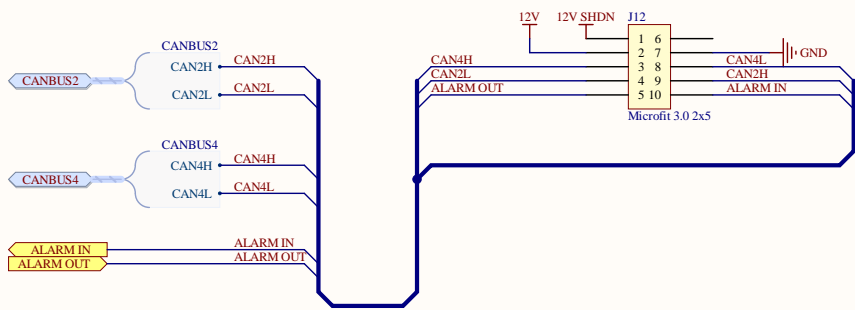 12V
12V SHDN
J12
CANBUS2
CANBUS2
CAN2H
CAN2H
CAN2L
CAN2L
1 6
2 7
3 8
4 9
5 10
GND
CAN4H
CAN4L
CAN2L
CAN2H
ALARM OUT
ALARM IN
Microfit 3.0 2x5
CANBUS4
CANBUS4
CAN4H
CAN4H
CAN4L
CAN4L
ALARM IN
ALARM IN
ALARM OUT
ALARM OUT